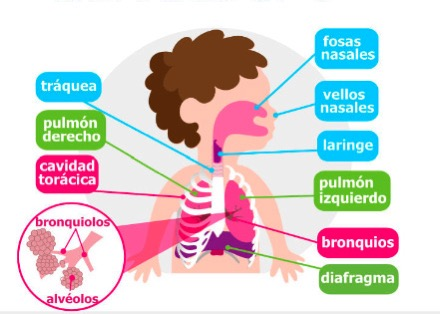 fosas
nasales
tráquea
vellos
nasales
pulmón
derecho
laringe
cavidad
torácica
pulmón
izquierdo
bronquiolos
bronquios
diafragma
alvéolos